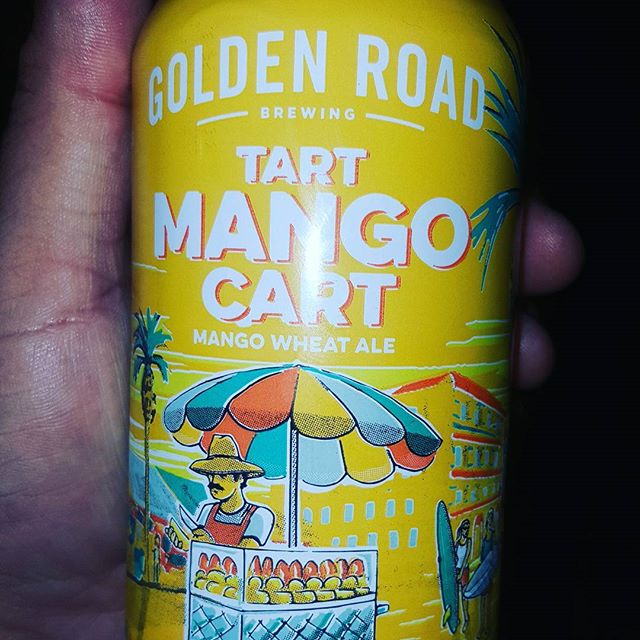 GOLDEN ROAD
BREWING
TART
MANGO
CART
MANGO WHEAT ALE